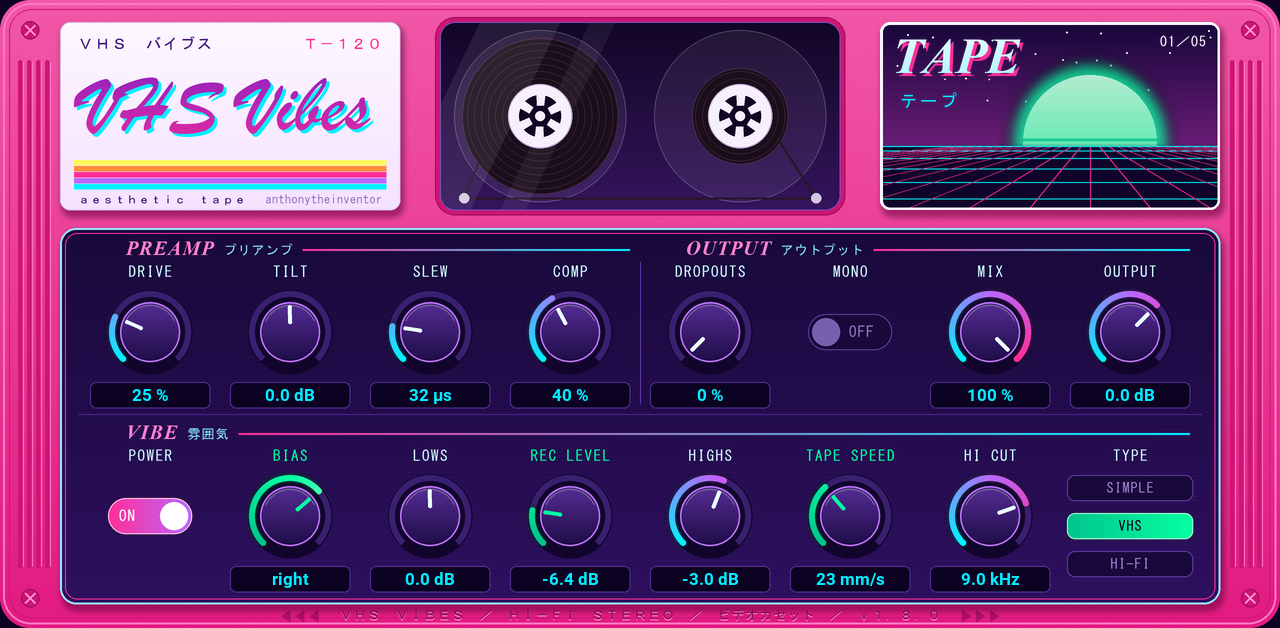 VHS バイブス T-120
VHS Vibes
aesthetic tape anthonytheinventor
TAPE 01/05
テープ
PREAMP プリアンプ OUTPUT アウトプット
DRIVE TILT SLEW COMP DROPOUTS MONO MIX OUTPUT
OFF
25 % 0.0 dB 32 µs 40 % 0 % 100 % 0.0 dB
VIBE 雰囲気
POWER BIAS LOWS REC LEVEL HIGHS TAPE SPEED HI CUT TYPE
SIMPLE
ON VHS
HI-FI
right 0.0 dB -6.4 dB -3.0 dB 23 mm/s 9.0 kHz
VHS VIBES / HI-FI STEREO / ビデオカセット / v1.8.0